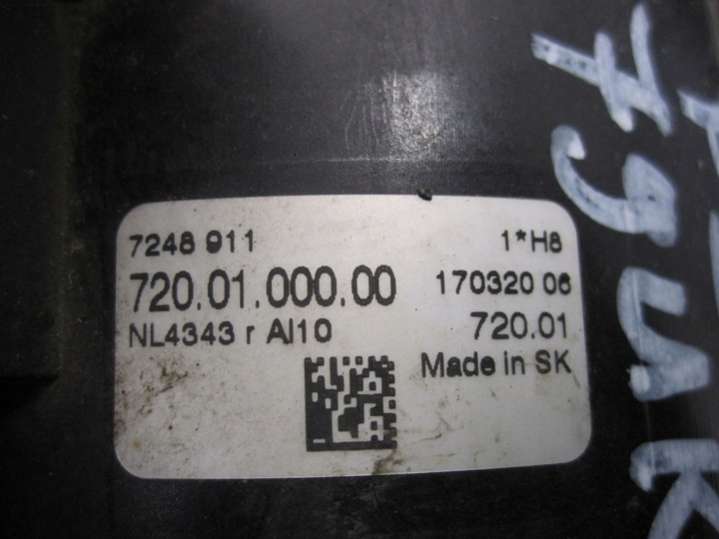 7248 911 1*H8
720.01.000.00 170320 06
NL4343 r AI10 720.01
Made in SK